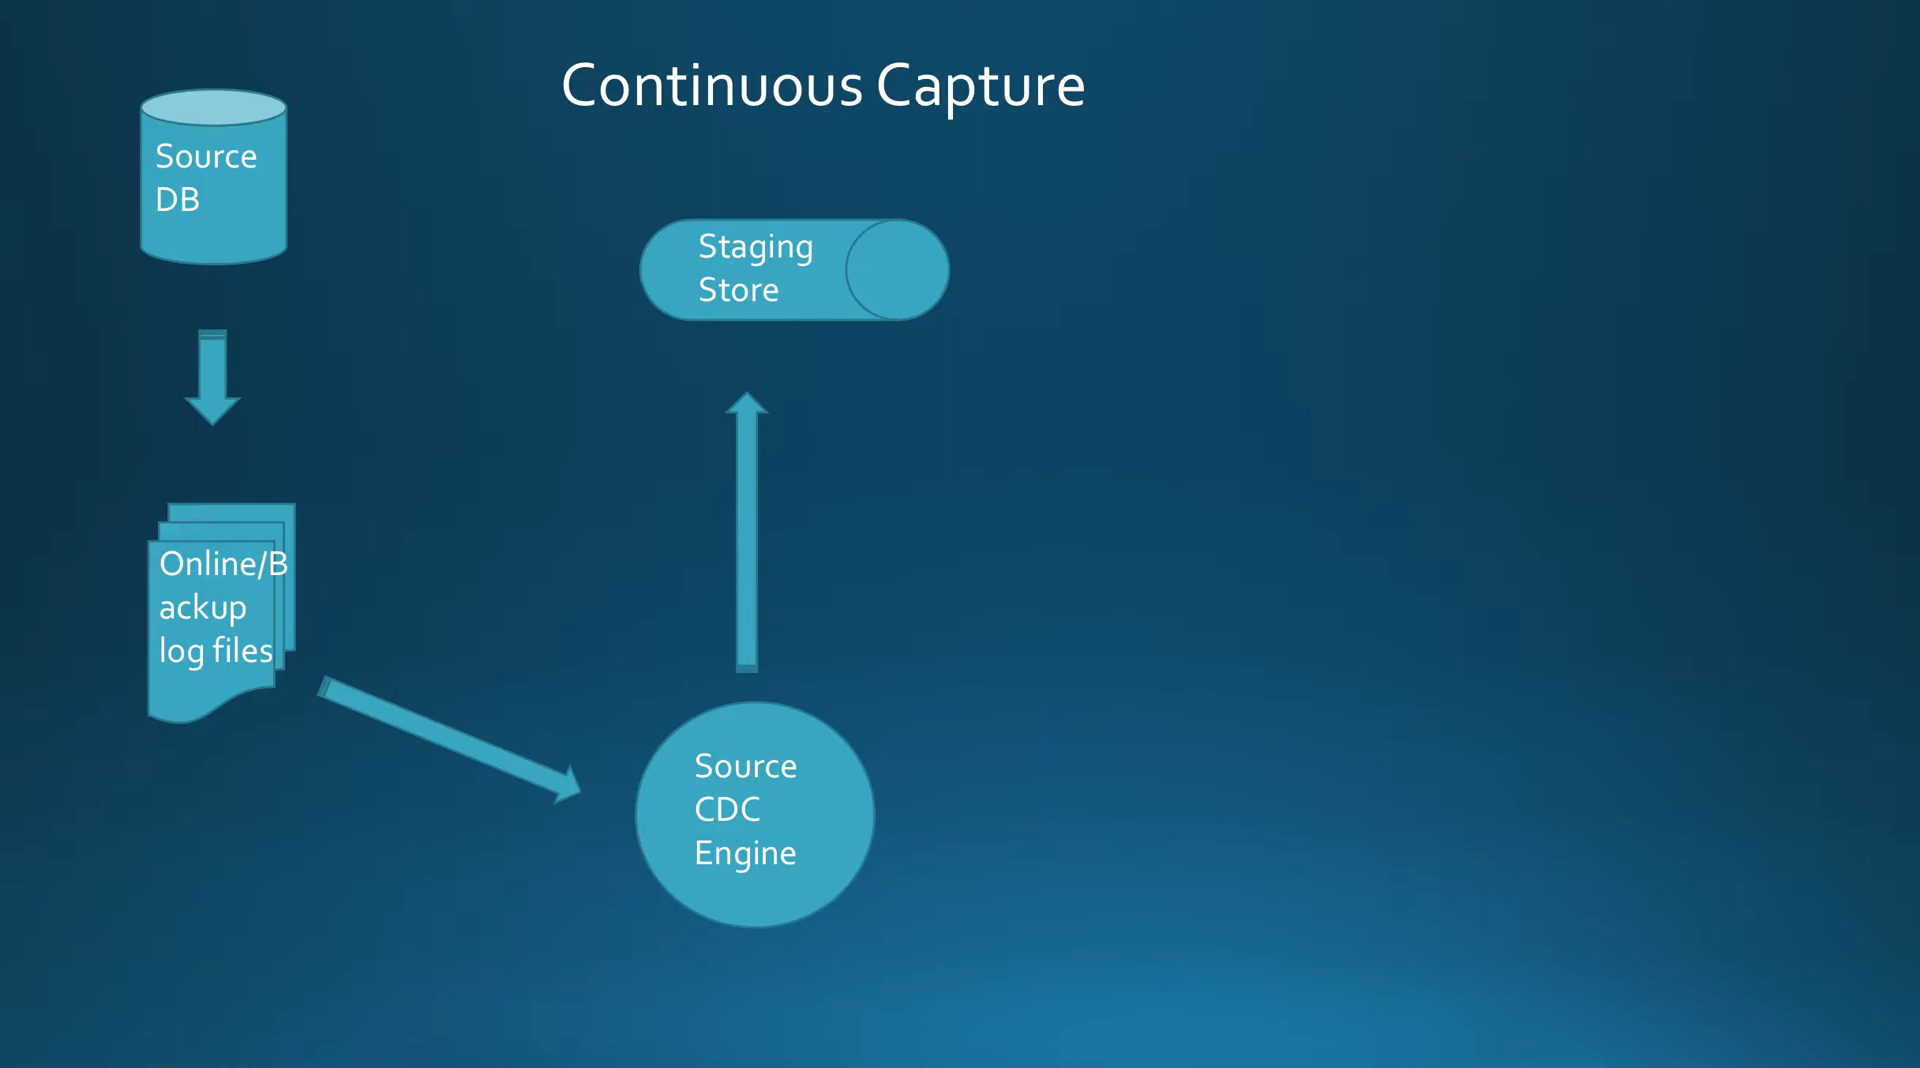 Continuous Capture
Source
DB
Staging
Store
Online/B
ackup
log files
Source
CDC
Engine